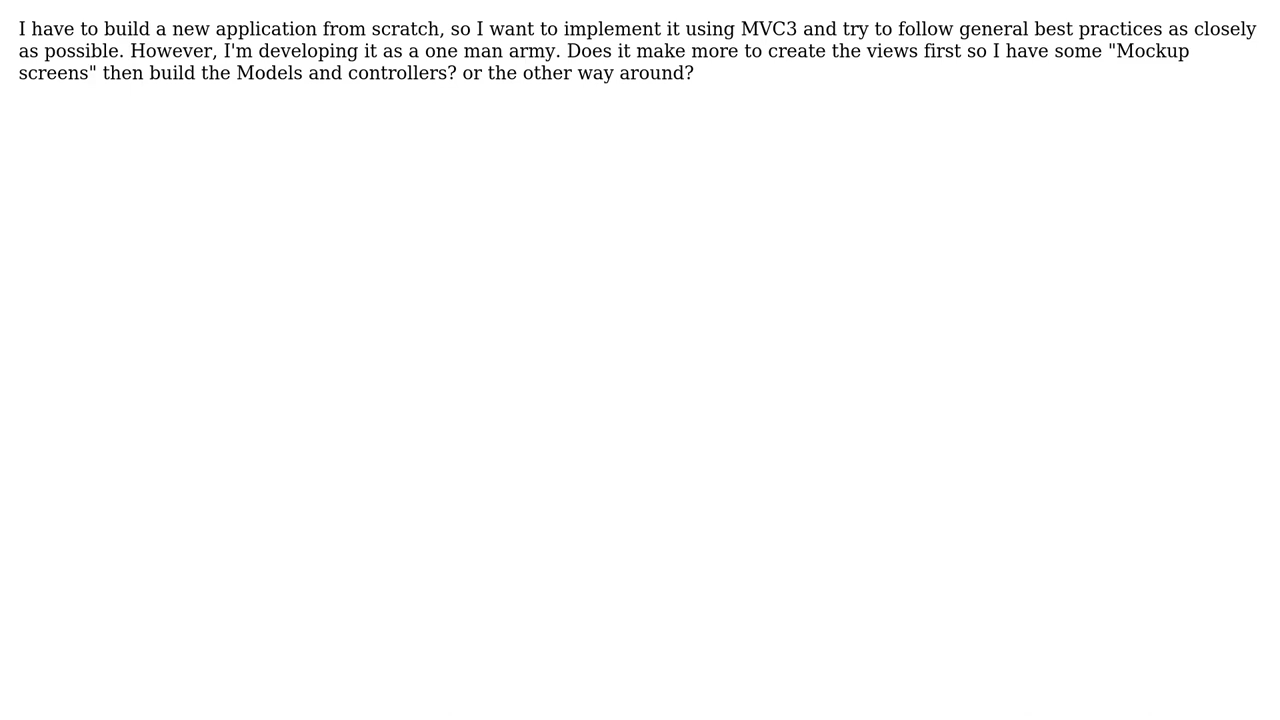 I have to build a new application from scratch, so I want to implement it using MVC3 and try to follow general best practices as closely
as possible. However, I'm developing it as a one man army. Does it make more to create the views first so I have some "Mockup
screens" then build the Models and controllers? or the other way around?